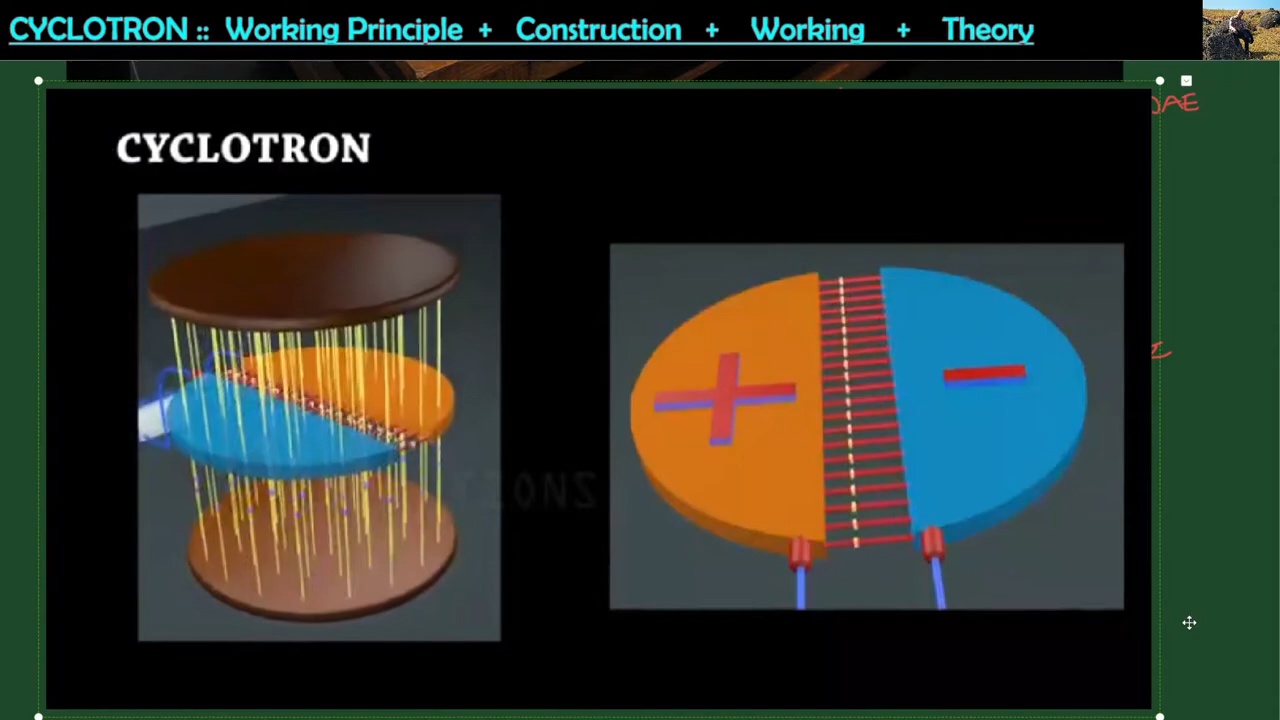 CYCLOTRON :: Working Principle + Construction + Working + Theory
CYCLOTRON
+
-